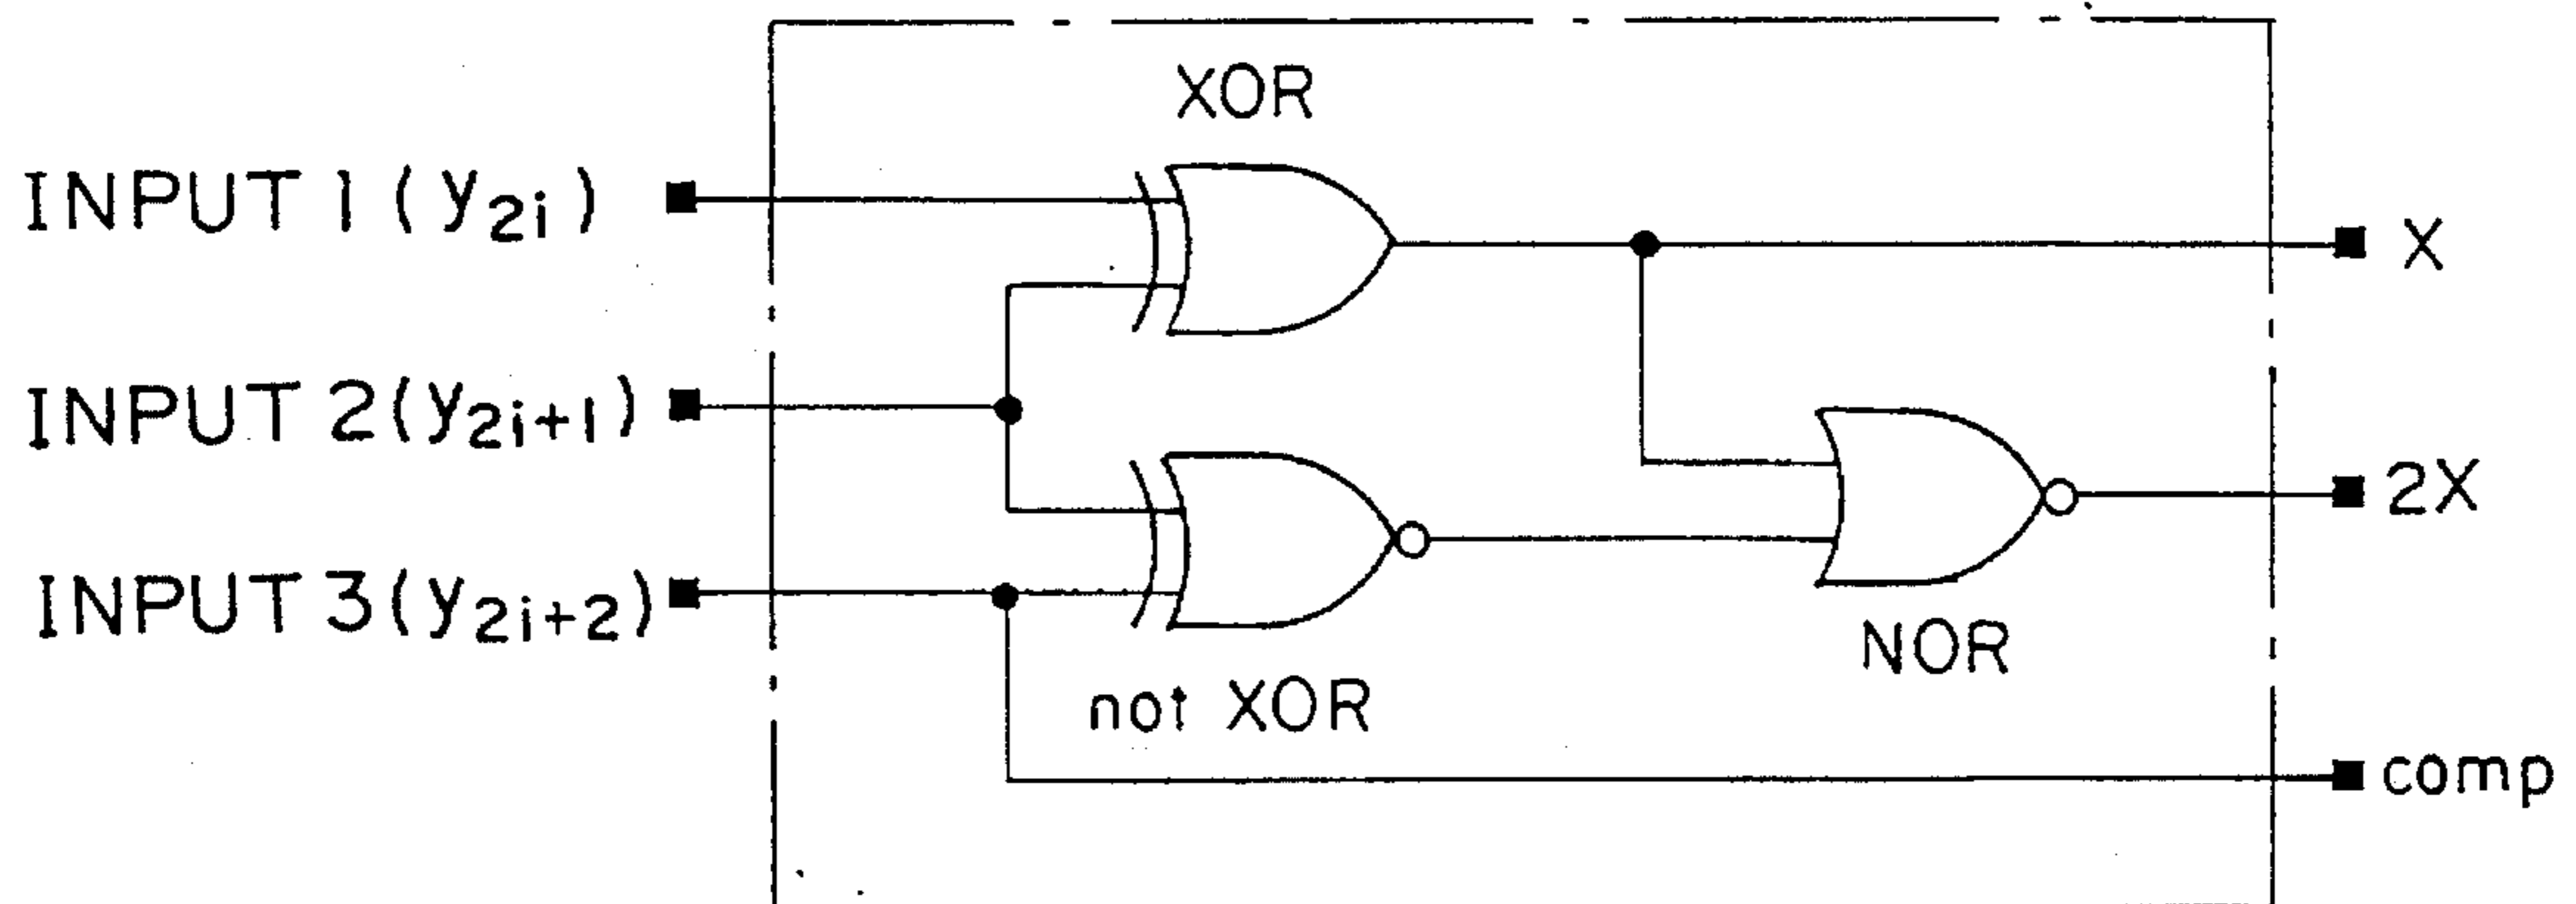 XOR
INPUT 1 (y2i)
X
INPUT 2 (y2i+1)
2X
INPUT 3 (y2i+2)
NOR
not XOR
comp